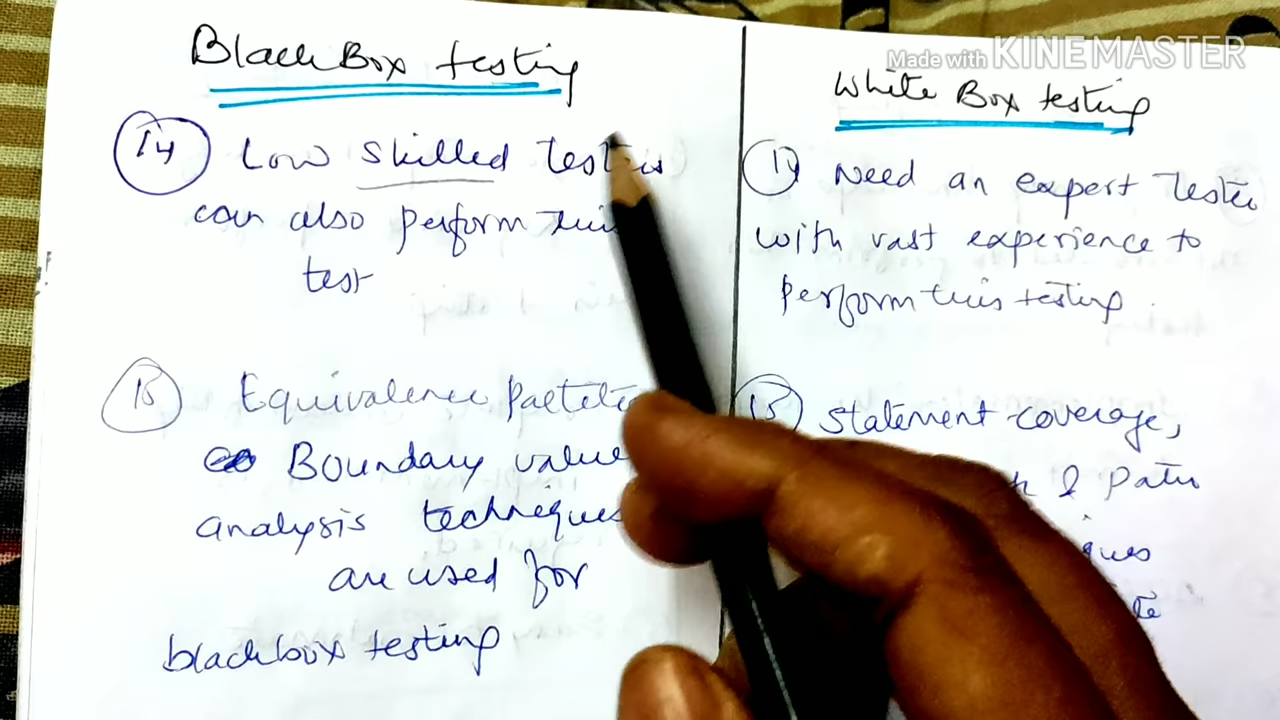 BlackBox testing
14 Low Skilled testers
can also perform this
test
15 Equivalence
Boundary value
analysis techniques
are used for
blackbox testing
Made with KINEMASTER
White Box testing
14 Need an expert Tester
with vast experience to
perform this testing.
15 Statement coverage,
& Path